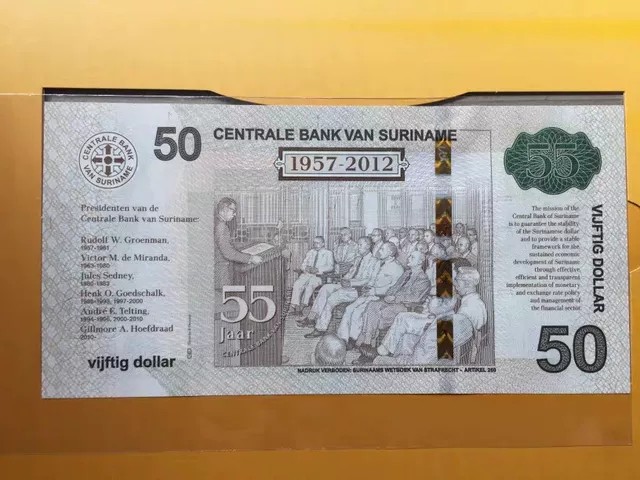 CENTRALE BANK
VAN SURINAME
50
CENTRALE BANK VAN SURINAME
1957-2012
55
Presidenten van de
Centrale Bank van Suriname:
Rudolf W. Groenman,
1957-1961
Victor M. de Miranda,
1963-1980
Jules Sedney,
1980-1983
Henk O. Goedschalk,
1985-1993, 1997-2000
André E. Telting,
1994-1996, 2000-2010
Gillmore A. Hoefdraad
2010-
vijftig dollar
55
Jaar
The mission of the
Central Bank of Suriname
is to guarantee the stability
of the Surinamese dollar
and to provide a stable
framework for the
sustained economic
development of Suriname
through effective,
efficient and transparent
implementation of monetary
and exchange rate policy
and management of
the financial sector
VIJFTIG DOLLAR
50
NADRUK VERBODEN: SURINAAMS WETBOEK VAN STRAFRECHT - ARTIKEL 269